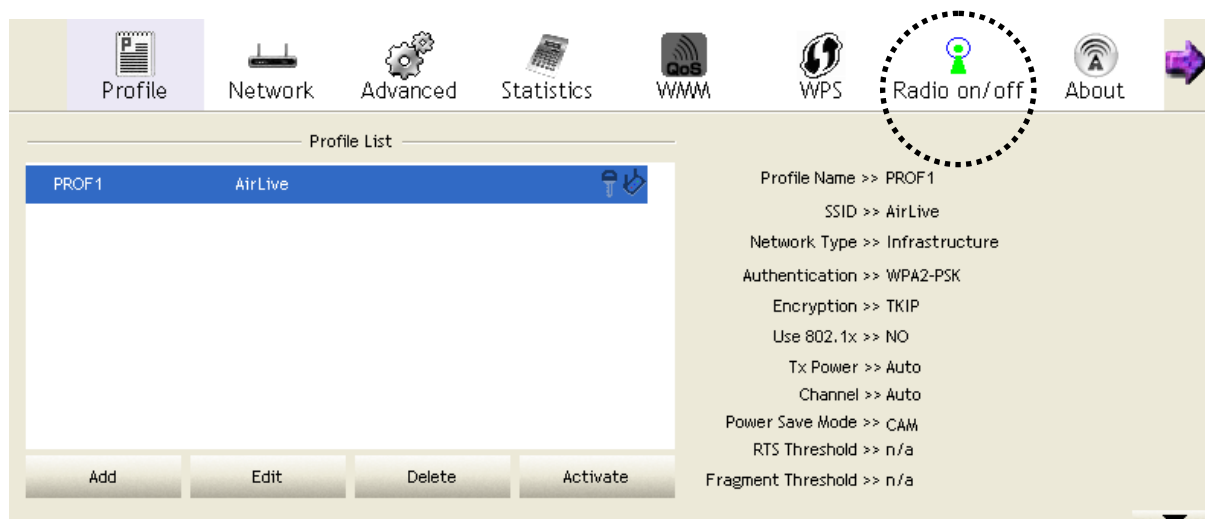 Profile Network Advanced Statistics QoS WMM WPS Radio on/off About
Profile List
PROF1 AirLive
Profile Name >> PROF1
SSID >> AirLive
Network Type >> Infrastructure
Authentication >> WPA2-PSK
Encryption >> TKIP
Use 802.1x >> NO
Tx Power >> Auto
Channel >> Auto
Power Save Mode >> CAM
RTS Threshold >> n/a
Fragment Threshold >> n/a
Add Edit Delete Activate